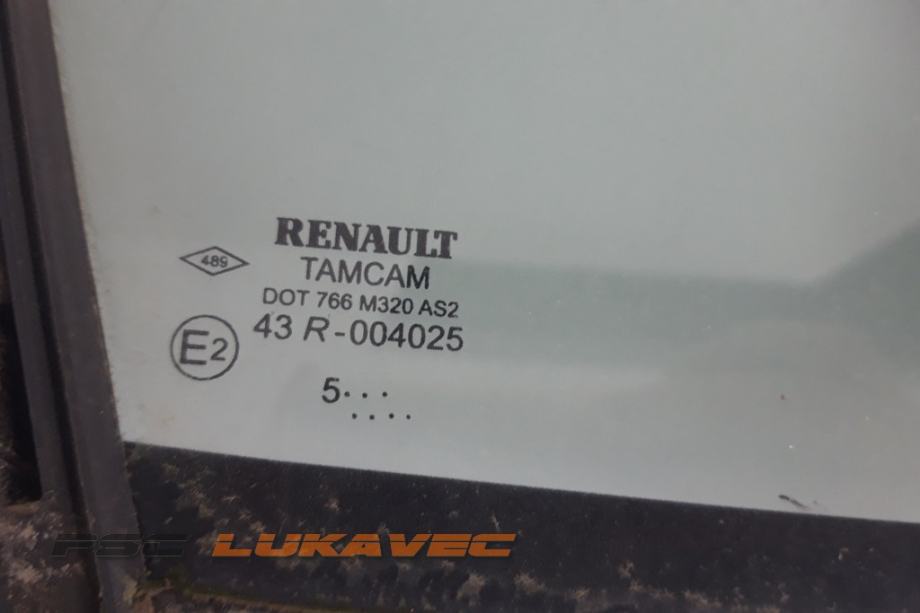 RENAULT
489
TAMCAM
DOT 766 M320 AS2
E2
43 R-004025
5... ....
PSC LUKAVEC